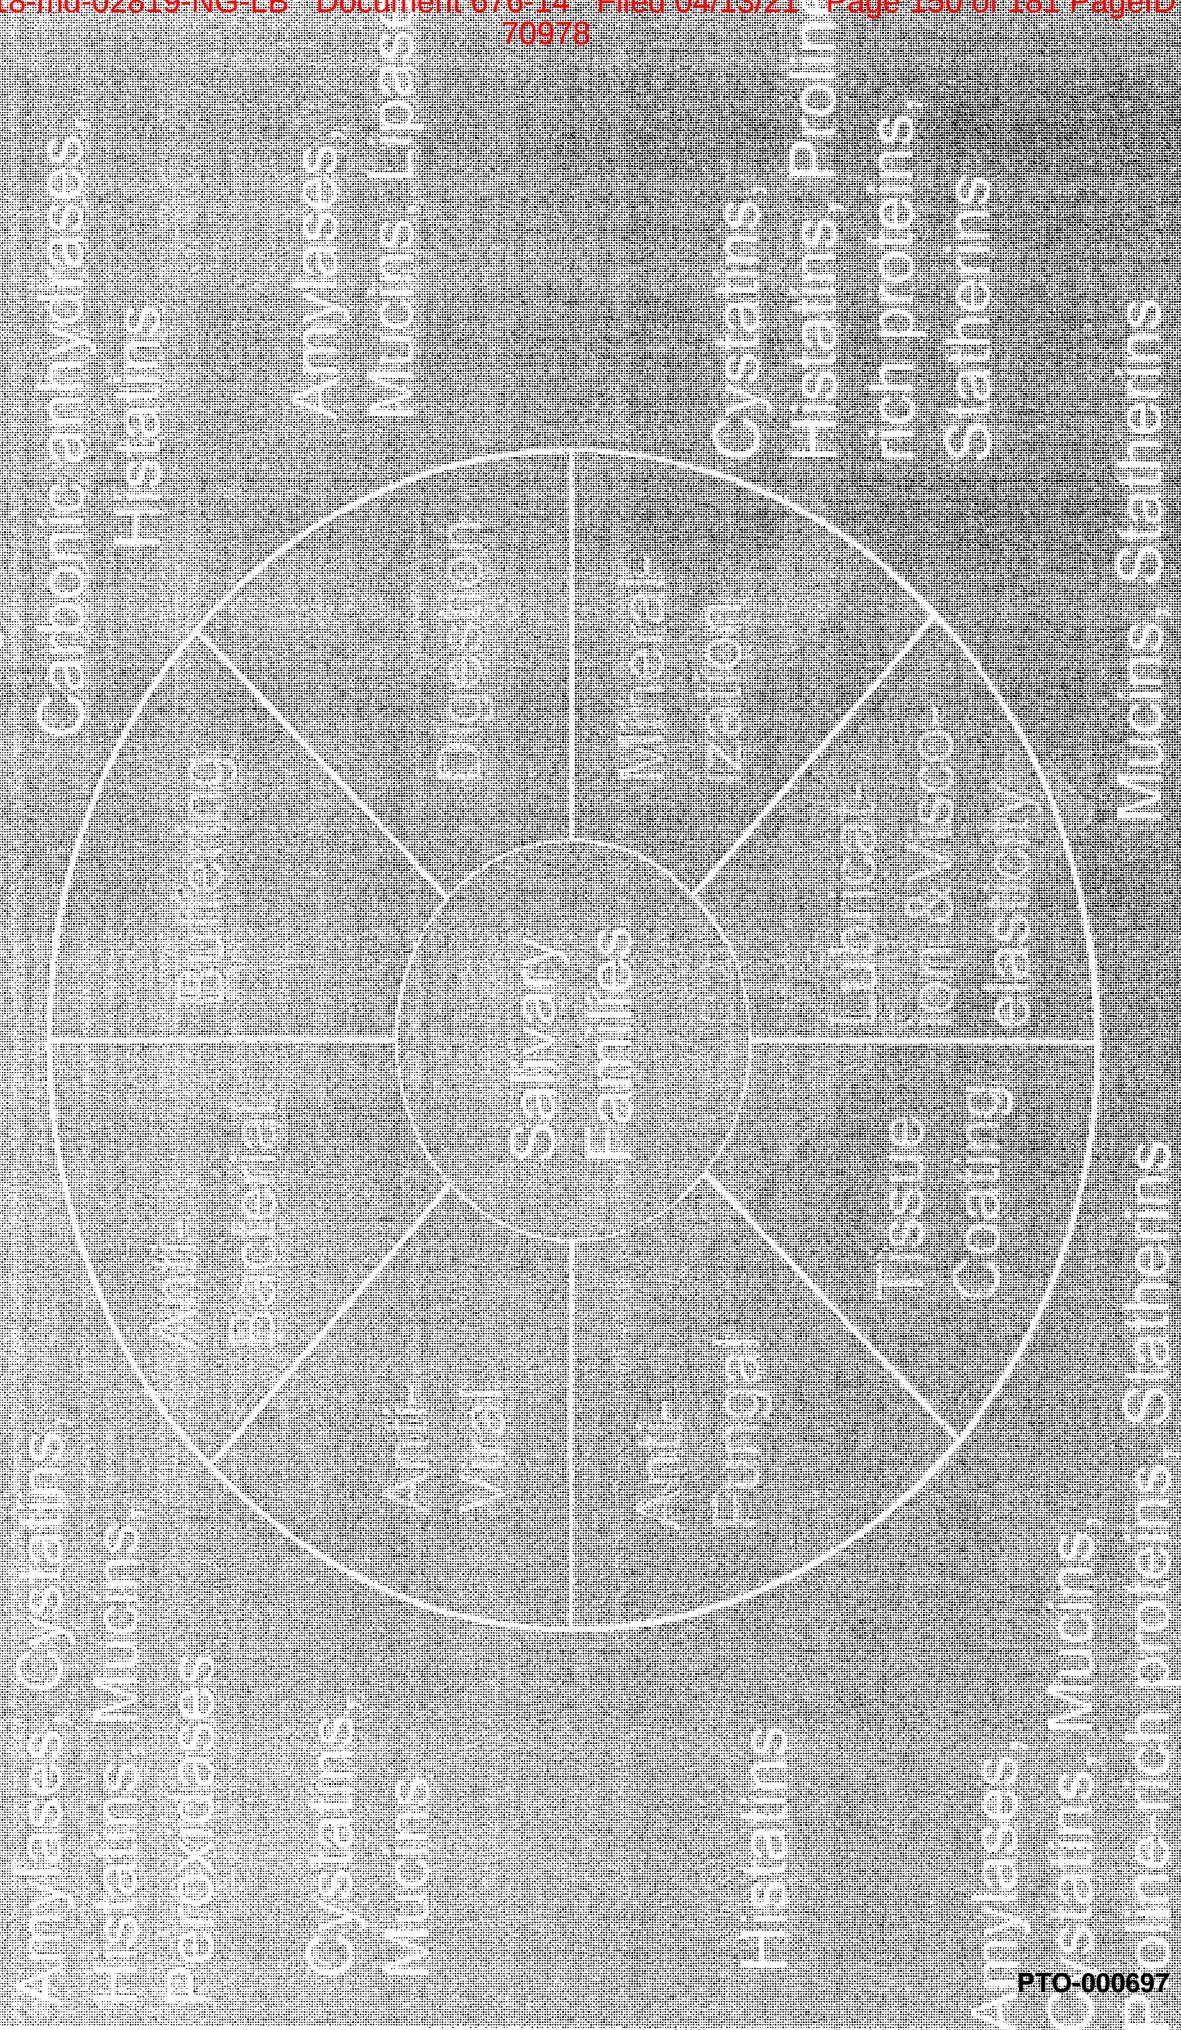 18-md-02819-NG-LB Document 676-14 Filed 04/13/21 Page 150 of 181 PageID
70978
Amylases, Cystatins,
Histatins, Mucins,
Peroxidases
Carbonic anhydrases,
Histatins
Cystatins,
Mucins
Amylases,
Mucins, Lipase
Anti-
Bacterial
Buffering
Anti-
Viral
Digestion
Salivary
Families
Anti-
Fungal
Mineral-
ization
Tissue
Coating
Lubricat-
ion &Visco-
elasticity
Histatins
Cystatins,
Histatins, Proline-
rich proteins,
Statherins
Amylases,
Cystatins, Mucins,
Proline-rich proteins, Statherins
Mucins, Statherins
PTO-000697